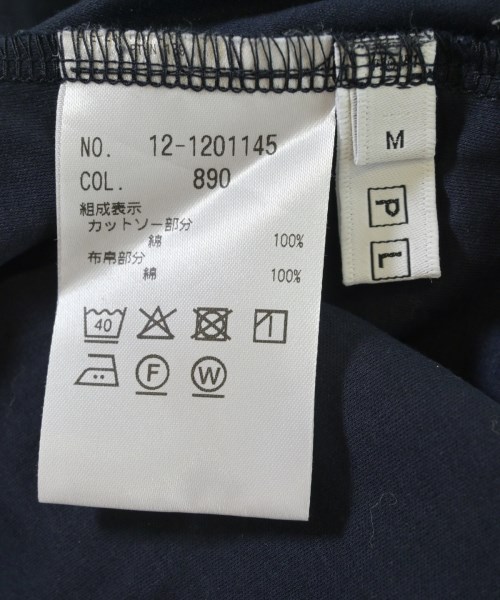 NO. 12-1201145
COL. 890
組成表示
カットソー部分
綿 100%
布帛部分
綿 100%
40
F W
M
P
L